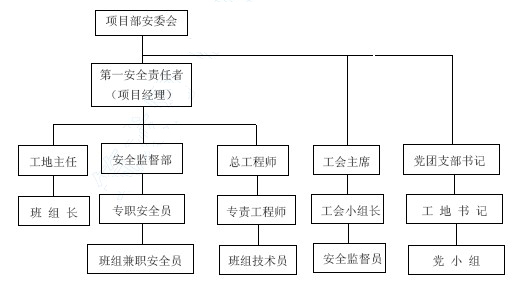 项目部安委会
第一安全责任者
（项目经理）
工地主任
安全监督部
总工程师
工会主席
党团支部书记
班 组 长
专职安全员
专责工程师
工会小组长
工 地 书 记
班组兼职安全员
班组技术员
安全监督员
党 小 组